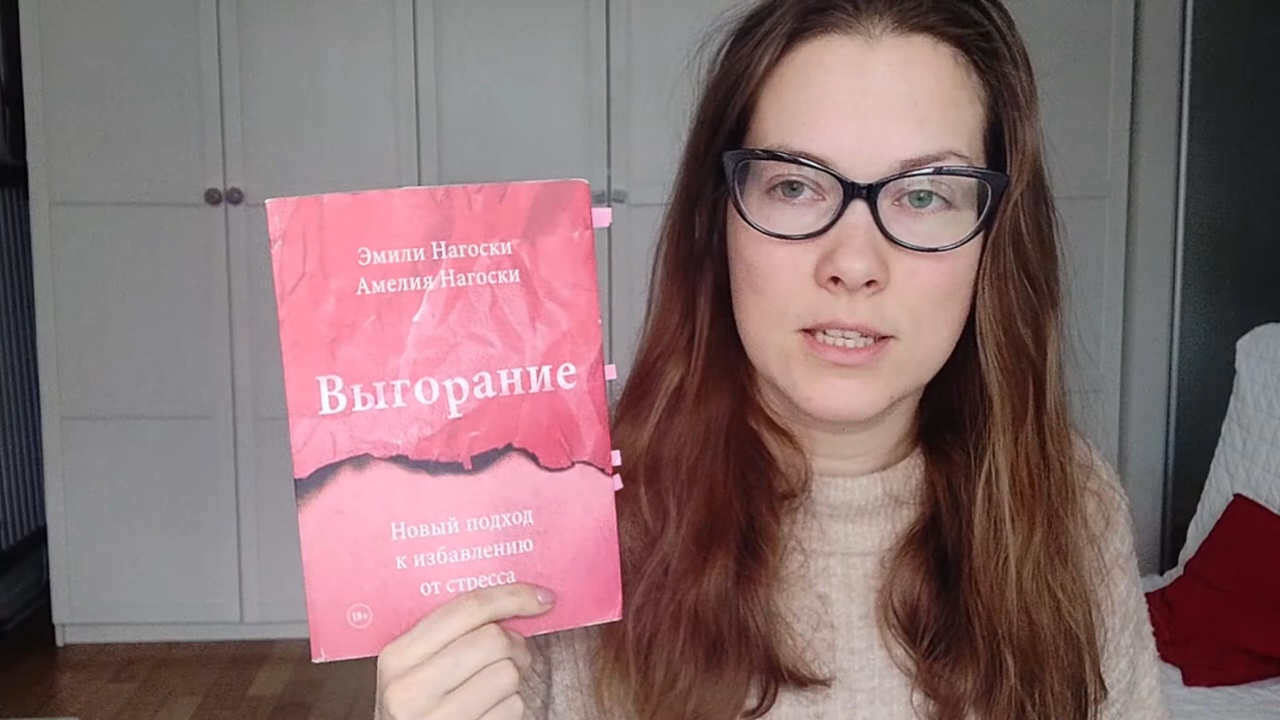 Эмили Нагоски
Амелия Нагоски
Выгорание
Новый подход
к избавлению
от стресса
18+